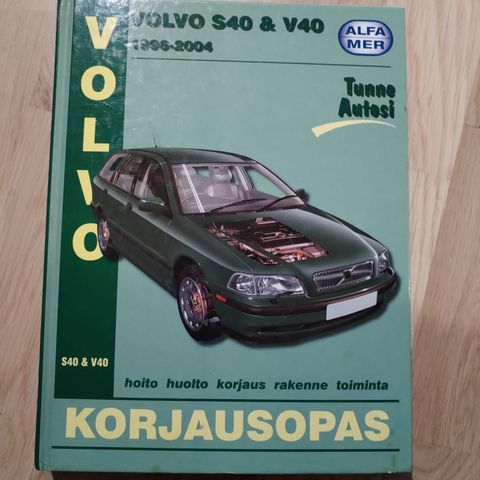 VOLVO
VOLVO S40 & V40
1996-2004
ALFA
MER
Tunne
Autosi
S40 & V40
hoito huolto korjaus rakenne toiminta
KORJAUSOPAS